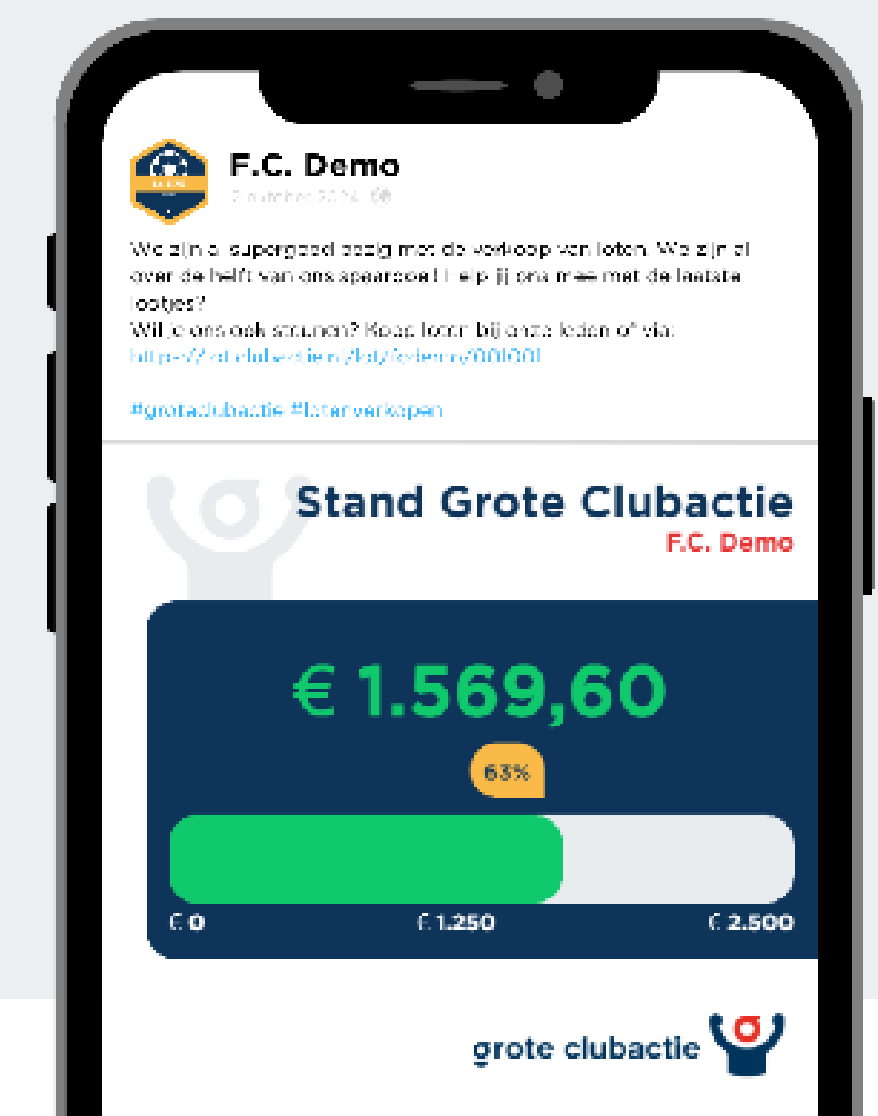 F.C. Demo
2 oktober 2024
We zijn al supergoed bezig met de verkoop van loten. We zijn al
over de helft van ons spaardoel! Help jij ons mee met de laatste
lootjes?
Wil je ons ook steunen? Koop loten bij onze leden of via:
#groteclubactie #lotenverkopen
Stand Grote Clubactie
F.C. Demo
€ 1.569,60
63%
€ 0 € 1.250 € 2.500
grote clubactie